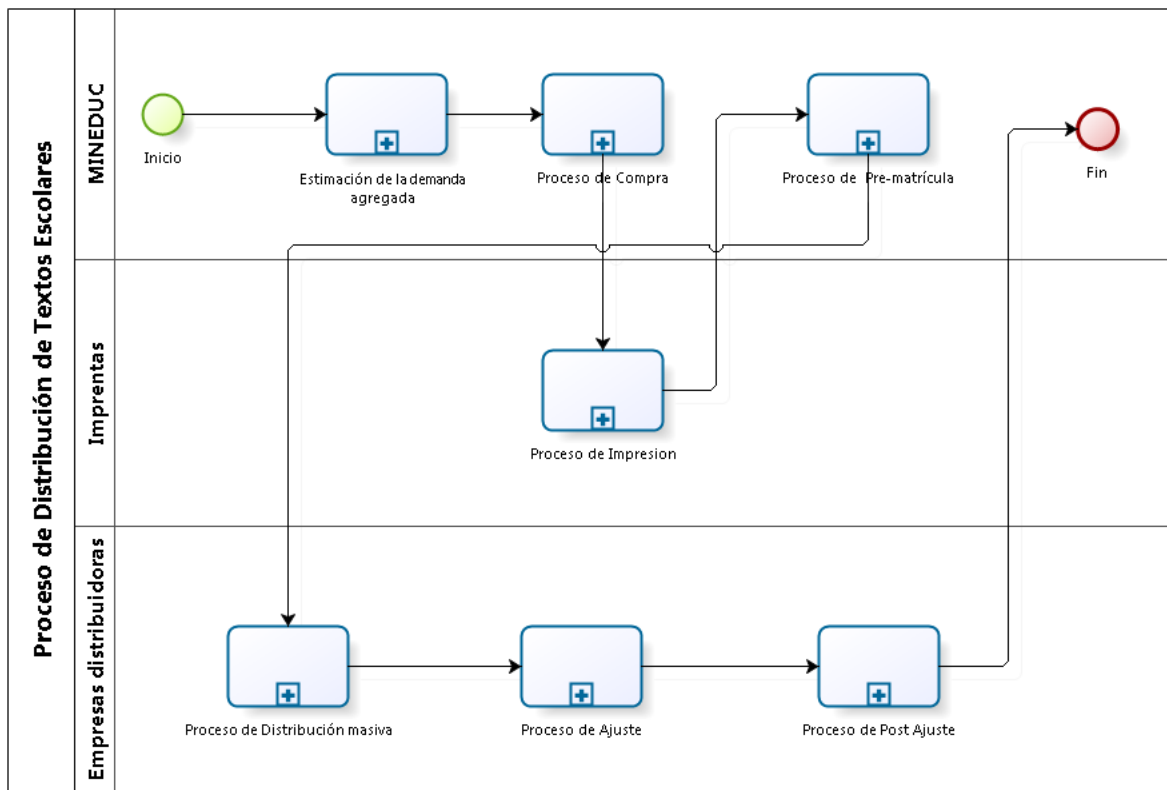 Proceso de Distribución de Textos Escolares
MINEDUC
Inicio
Estimación de la demanda
agregada
Proceso de Compra
Proceso de Pre-matrícula
Fin
Imprentas
Proceso de Impresion
Empresas distribuidoras
Proceso de Distribución masiva
Proceso de Ajuste
Proceso de Post Ajuste